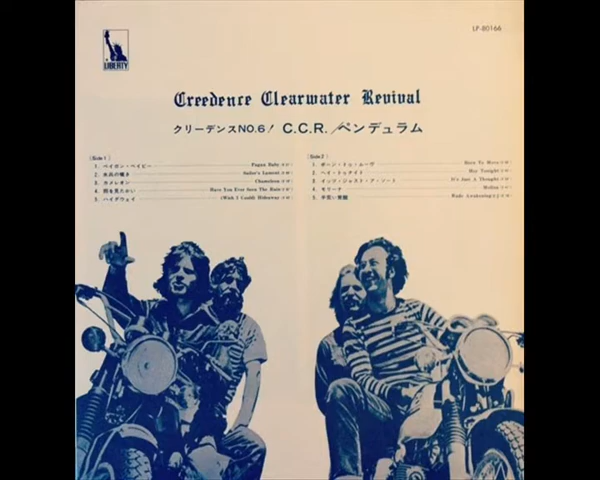 LP-80166
LIBERTY
Creedence Clearwater Revival
クリーデンスNO.6! C.C.R./ペンデュラム
(Side 1)
1. ペイガン・ベイビー Pagan Baby
2. 水兵の嘆き Sailor's Lament
3. カメレオン Chameleon
4. 雨を見たかい Have You Ever Seen The Rain
5. ハイダウェイ (Wish I Could) Hideaway
(Side 2)
1. ボーン・トゥ・ムーヴ Born To Move
2. ヘイ・トゥナイト Hey Tonight
3. イッツ・ジャスト・ア・ソート It's Just A Thought
4. モリーナ Molina
5. Rude Awakening